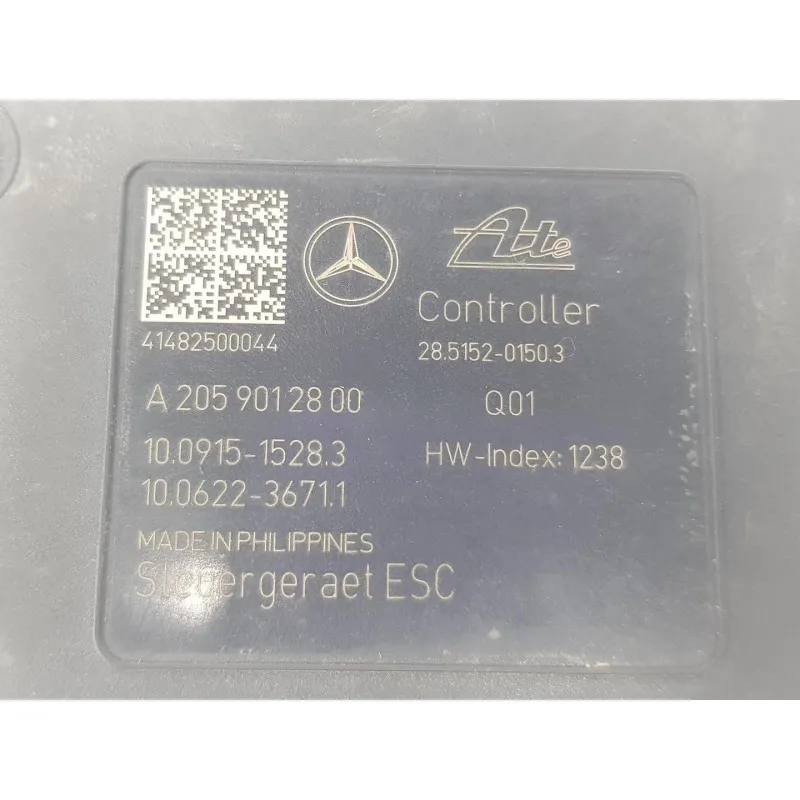 Ate
Controller
41482500044
28.5152-0150.3
A 205 901 28 00 Q01
10.0915-1528.3 HW-Index: 1238
10.0622-3671.1
MADE IN PHILIPPINES
Steuergeraet ESC